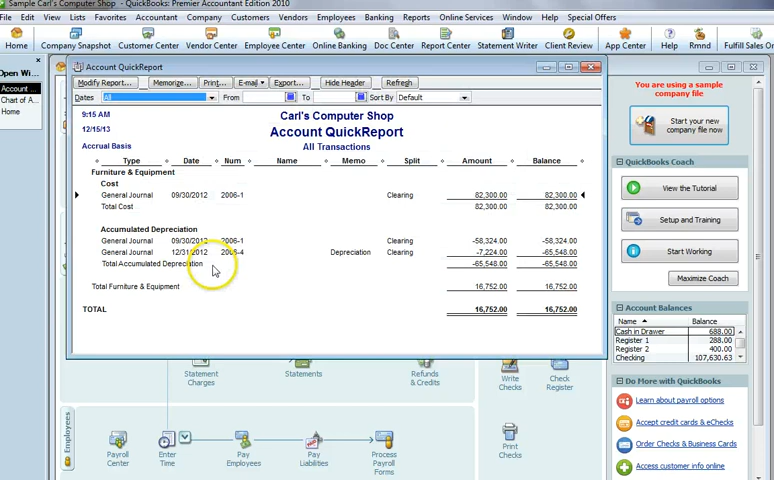 Sample Carl's Computer Shop - QuickBooks: Premier Accountant Edition 2010
Edit View Lists Favorites Accountant Company Customers Vendors Employees Banking Reports Online Services Window Help Special Offers
Home Company Snapshot Customer Center Vendor Center Employee Center Online Banking Doc Center Report Center Statement Writer Client Review App Center Help Rmnd Fulfill Sales
Open Wi...
Account ...
Chart of A...
Home
Account QuickReport
Modify Report... Memorize... Print... E-mail Export... Hide Header Refresh
Dates All From To Sort By Default
9:15 AM
12/15/13
Accrual Basis
Carl's Computer Shop
Account QuickReport
All Transactions
Type Date Num Name Memo Split Amount Balance
Furniture & Equipment
Cost
General Journal 09/30/2012 2006-1 Clearing 82,300.00 82,300.00
Total Cost 82,300.00 82,300.00
Accumulated Depreciation
General Journal 09/30/2012 2006-1 Clearing -58,324.00 -58,324.00
General Journal 12/31/2012 2006-4 Depreciation Clearing -7,224.00 -65,548.00
Total Accumulated Depreciation -65,548.00 -65,548.00
Total Furniture & Equipment 16,752.00 16,752.00
TOTAL 16,752.00 16,752.00
You are using a sample
company file
Start your new
company file now
QuickBooks Coach
View the Tutorial
Setup and Training
Start Working
Maximize Coach
Account Balances
Name Balance
Cash in Drawer 688.00
Register 1 288.00
Register 2 400.00
Checking 107,630.63
Do More with QuickBooks
Learn about payroll options
Accept credit cards & eChecks
Order Checks & Business Cards
Access customer info online
Statement
Charges
Statements
Refunds
& Credits
Write
Checks
Check
Register
Employees
Payroll
Center
Enter
Time
Pay
Employees
Pay
Liabilities
Process
Payroll
Forms
Print
Checks